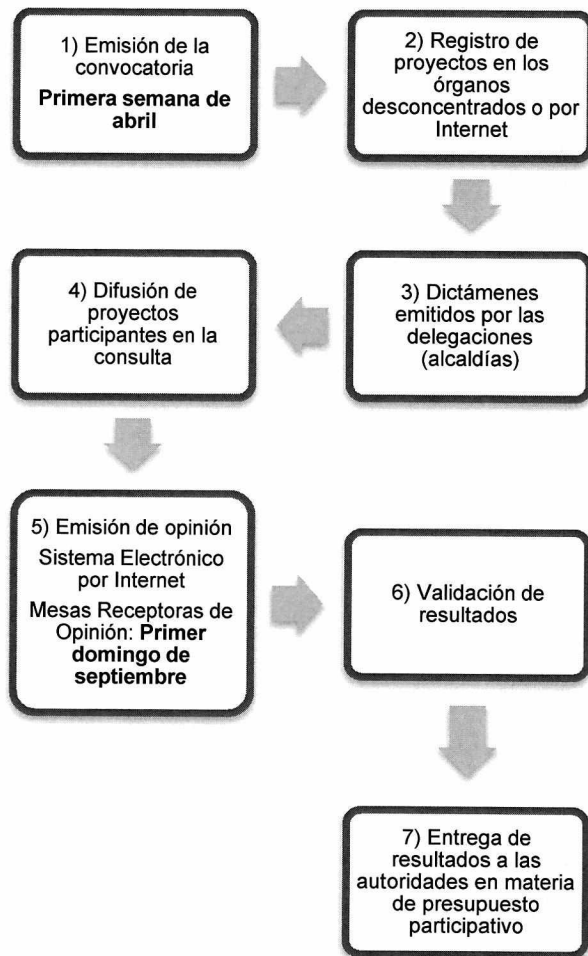 1) Emisión de la
convocatoria
Primera semana de
abril
2) Registro de
proyectos en los
órganos
desconcentrados o por
Internet
3) Dictámenes
emitidos por las
delegaciones
(alcaldías)
4) Difusión de
proyectos
participantes en la
consulta
5) Emisión de opinión
Sistema Electrónico
por Internet
Mesas Receptoras de
Opinión: Primer
domingo de
septiembre
6) Validación de
resultados
7) Entrega de
resultados a las
autoridades en materia
de presupuesto
participativo